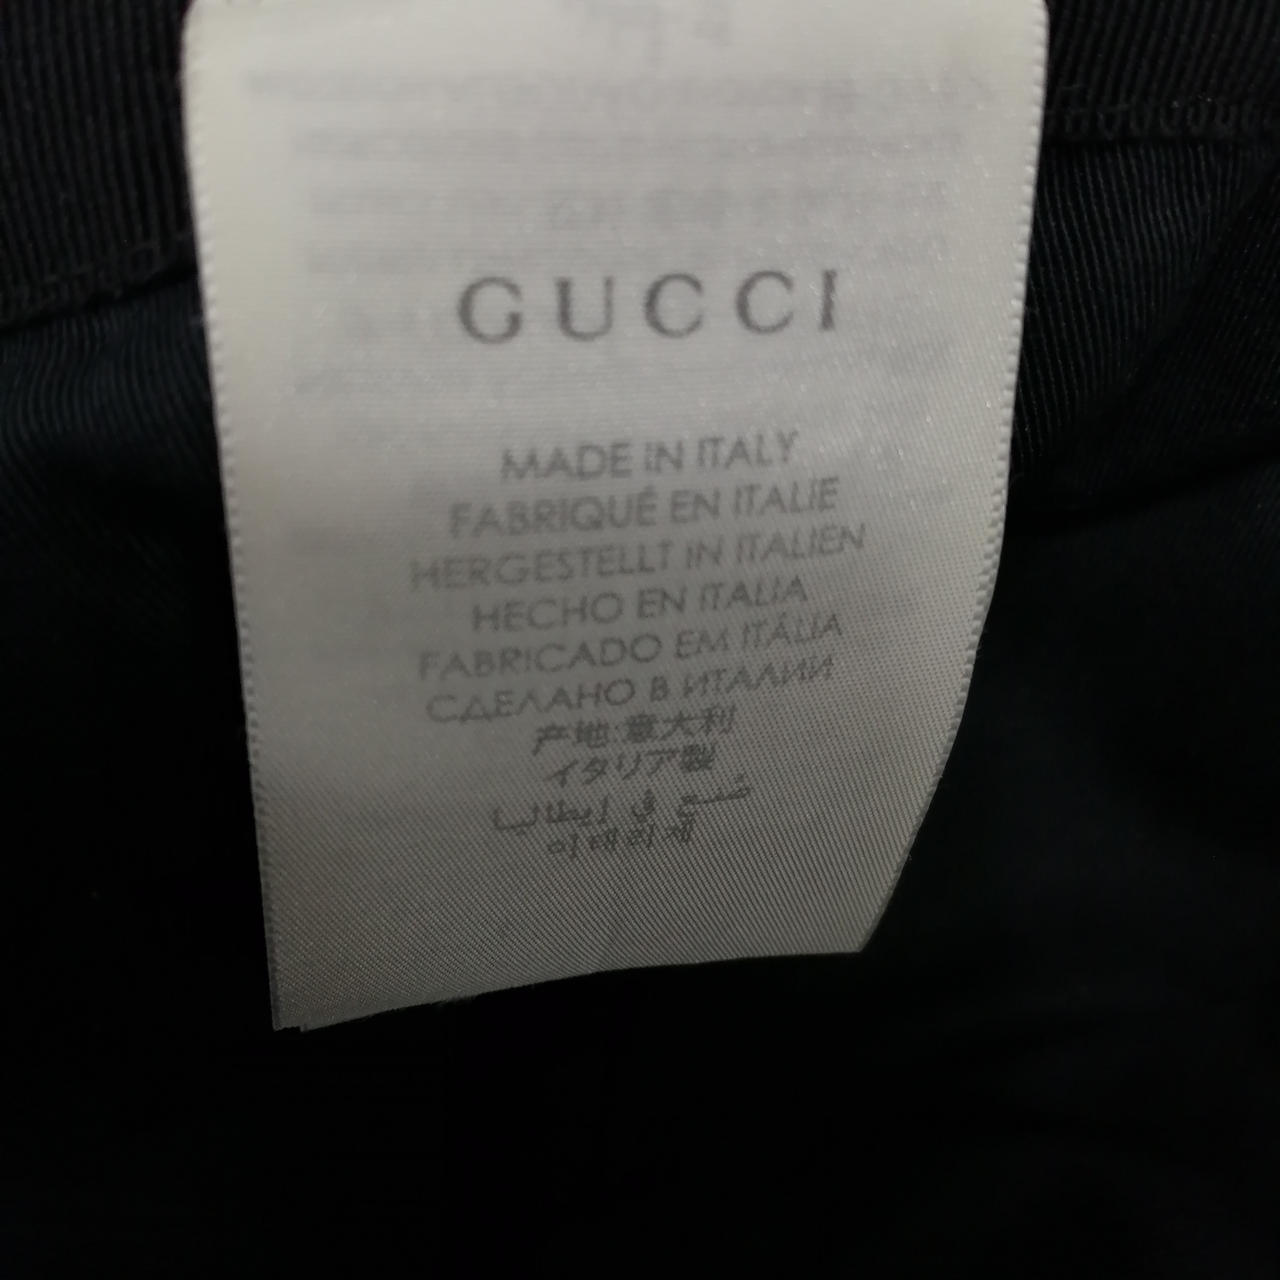 GUCCI
MADE IN ITALY
FABRIQUÉ EN ITALIE
HERGESTELLT IN ITALIEN
HECHO EN ITALIA
FABRICADO EM ITÁLIA
СДЕЛАНО В ИТАЛИИ
产地:意大利
イタリア製
صنع في إيطاليا
이태리제